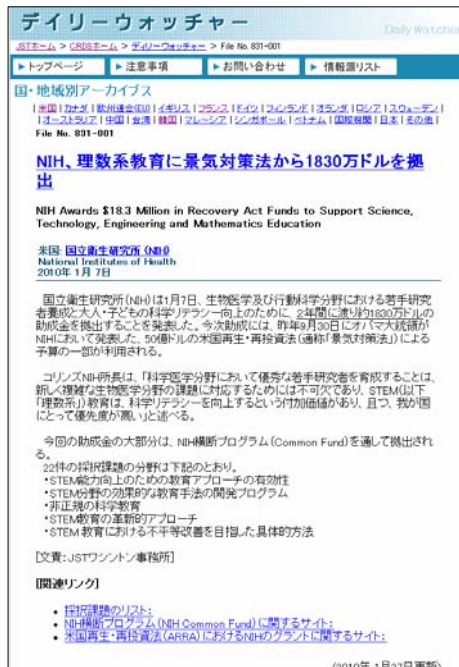 デイリーウォッチャー
Daily Watcher
JSTホーム > CRDSホーム > デイリーウォッチャー > File No. 831-001
▶トップページ ▶注意事項 ▶お問い合わせ ▶情報源リスト
国・地域別アーカイブス
|米国|カナダ|欧州連合(EU)|イギリス|フランス|ドイツ|フィンランド|オランダ|ロシア|スウェーデン|
|オーストラリア|中国|台湾|韓国|マレーシア|シンガポール|ベトナム|国際機関|日本|その他|
File No. 831-001
NIH、理数系教育に景気対策法から1830万ドルを拠
出
NIH Awards $18.3 Million in Recovery Act Funds to Support Science,
Technology, Engineering and Mathematics Education
米国: 国立衛生研究所 (NIH)
National Institutes of Health
2010年 1月 7日
国立衛生研究所(NIH)は1月7日、生物医学及び行動科学分野における若手研究
者養成と大人・子どもの科学リテラシー向上のために、2年間に渡り約1830万ドルの
助成金を拠出することを発表した。今次助成には、昨年9月30日にオバマ大統領が
NIHにおいて発表した、50億ドルの米国再生・再投資法(通称「景気対策法」)による
予算の一部が利用される。
コリンズNIH所長は、「科学医学分野において優秀な若手研究者を育成することは、
新しく複雑な生物医学分野の課題に対応するためには不可欠であり、STEM(以下
「理数系」)教育は、科学リテラシーを向上するという付加価値があり、且つ、我が国
にとって優先度が高い」と述べる。
今回の助成金の大部分は、NIH横断プログラム(Common Fund)を通して拠出され
る。
22件の採択課題の分野は下記のとおり。
・STEM能力向上のための教育アプローチの有効性
・STEM分野の効果的な教育手法の開発プログラム
・非正規の科学教育
・STEM教育の革新的アプローチ
・STEM 教育における不平等改善を目指した具体的方法
[文責:JSTワシントン事務所]
[関連リンク]
• 採択課題のリスト:
• NIH横断プログラム(NIH Common Fund)に関するサイト:
• 米国再生・再投資法(ARRA)におけるNIHのグラントに関するサイト:
(2010年 1月27日更新)